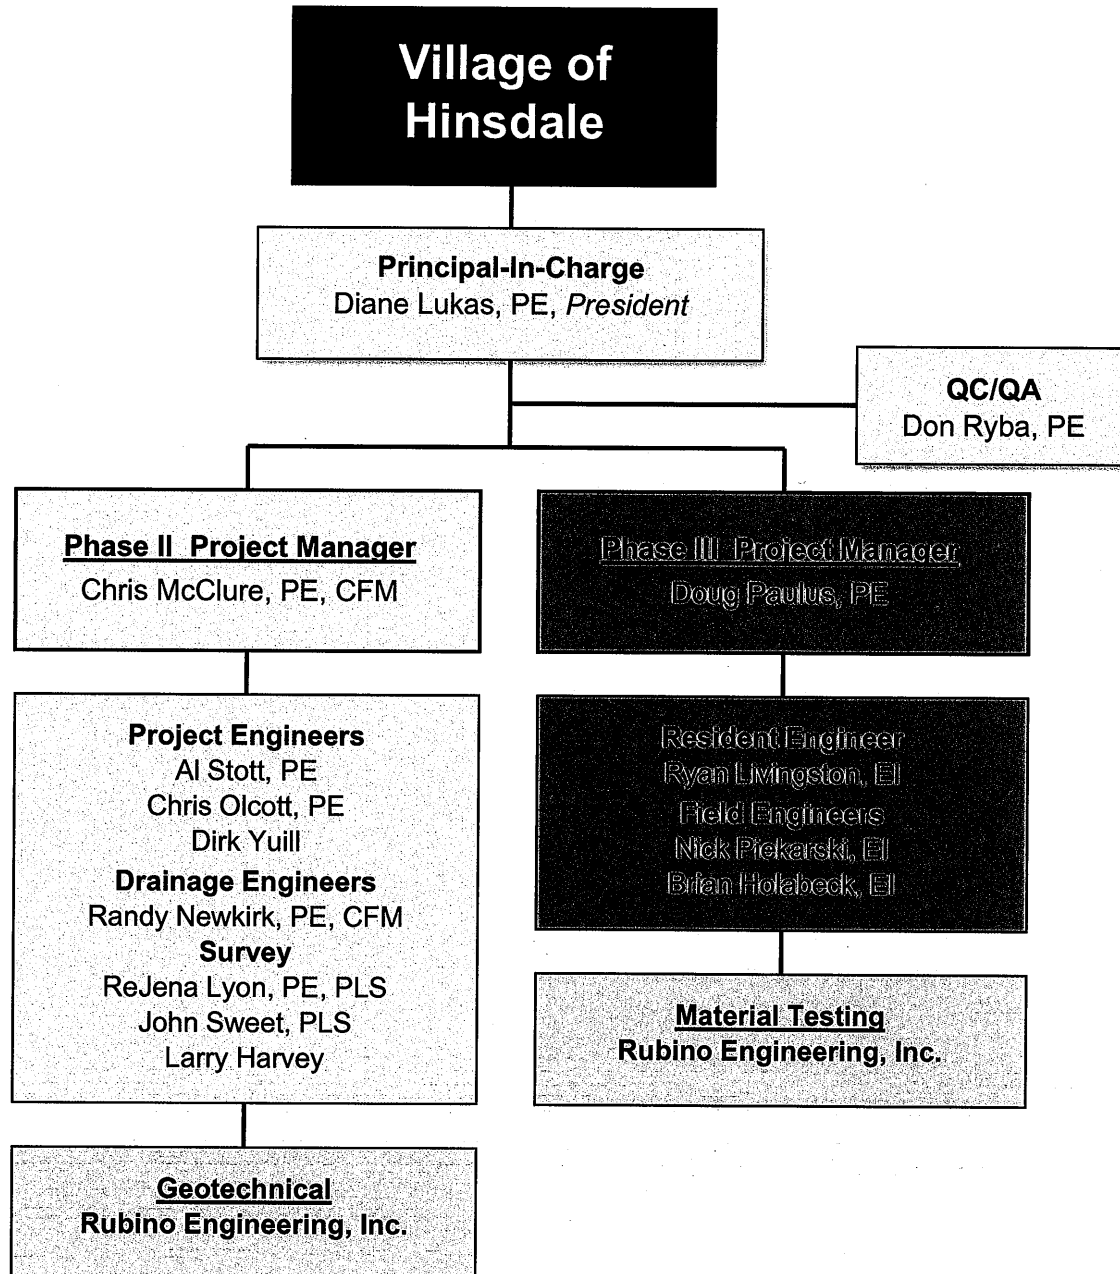 Village of
Hinsdale
Principal-In-Charge
Diane Lukas, PE, President
QC/QA
Don Ryba, PE
Phase II Project Manager
Chris McClure, PE, CFM
Phase III Project Manager
Doug Paulus, PE
Project Engineers
Al Stott, PE
Chris Olcott, PE
Dirk Yuill
Drainage Engineers
Randy Newkirk, PE, CFM
Survey
ReJena Lyon, PE, PLS
John Sweet, PLS
Larry Harvey
Resident Engineer
Ryan Livingston, EI
Field Engineers
Nick Piekarski, EI
Brian Holabeck, EI
Material Testing
Rubino Engineering, Inc.
Geotechnical
Rubino Engineering, Inc.